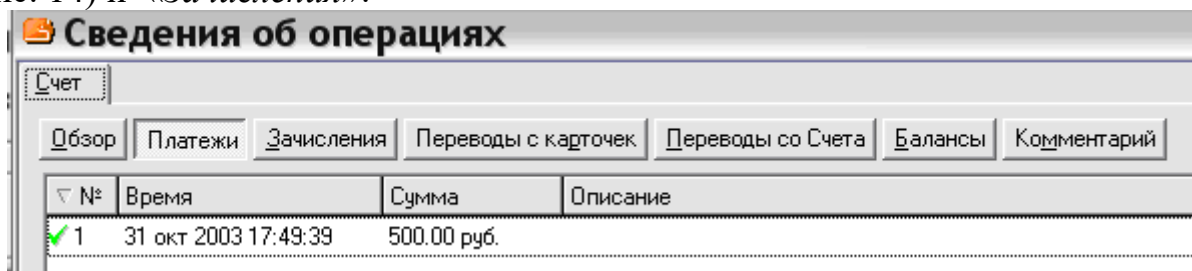 Сведения об операциях
Счет
Обзор Платежи Зачисления Переводы с карточек Переводы со Счета Балансы Комментарий
№ Время Сумма Описание
1 31 окт 2003 17:49:39 500.00 руб.